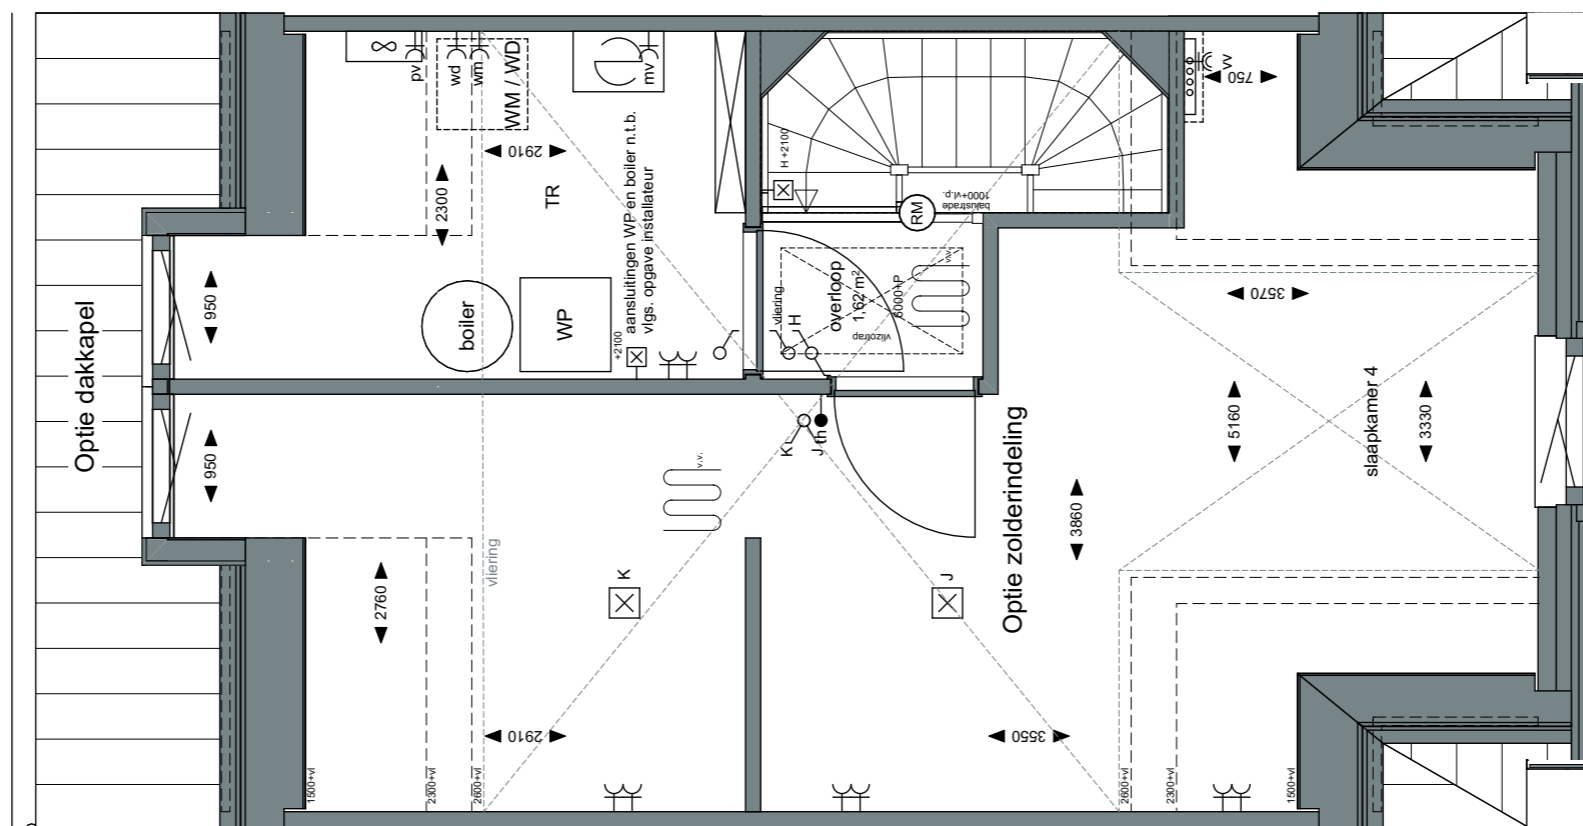 Optie dakkapel
950
950
pv
wd
wm
WM / WD
mv
2910
2300
TR
aansluitingen WP en boiler n.t.b.
vlgs. opgave installateur
+2100
boiler
WP
H +2100
RM
balustrade
1000+vl.p.
overloop
1,62 m²
6000+P
vlizotrap
vliering
H
v.v.
VV
750
3570
5160
3330
slaapkamer 4
3860
Optie zolderindeling
K
J th
v.v.
vliering
K
J
2760
2910
3550
1500+vl
2300+vl
2600+vl
2600+vl
2300+vl
1500+vl